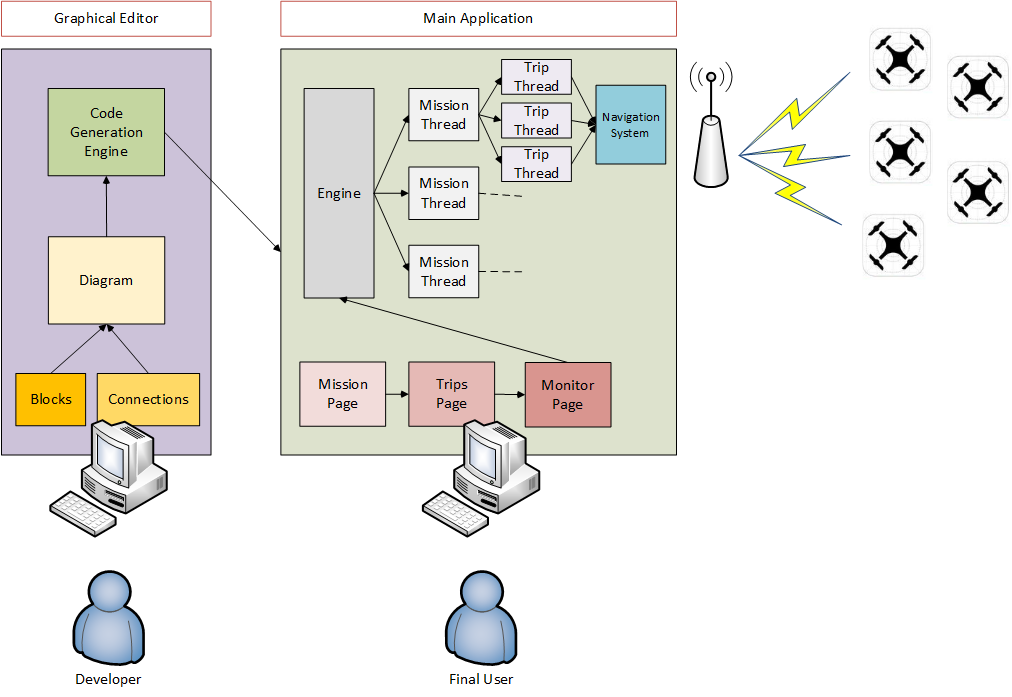 Graphical Editor
Main Application
Code
Generation
Engine
Diagram
Blocks
Connections
Engine
Mission
Thread
Mission
Thread
Mission
Thread
Trip
Thread
Trip
Thread
Trip
Thread
Navigation
System
Mission
Page
Trips
Page
Monitor
Page
Developer
Final User